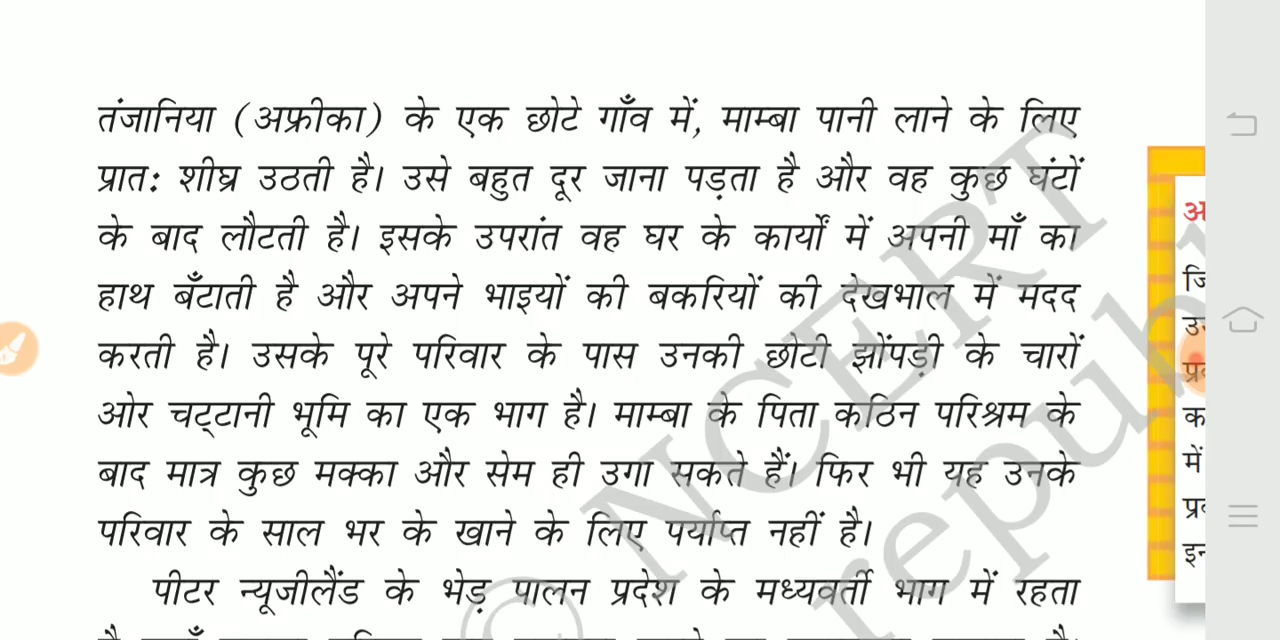 तंजानिया (अफ्रीका) के एक छोटे गाँव में, माम्बा पानी लाने के लिए
प्रातः शीघ्र उठती है। उसे बहुत दूर जाना पड़ता है और वह कुछ घंटों
के बाद लौटती है। इसके उपरांत वह घर के कार्यों में अपनी माँ का
हाथ बँटाती है और अपने भाइयों की बकरियों की देखभाल में मदद
करती है। उसके पूरे परिवार के पास उनकी छोटी झोंपड़ी के चारों
ओर चट्टानी भूमि का एक भाग है। माम्बा के पिता कठिन परिश्रम के
बाद मात्र कुछ मक्का और सेम ही उगा सकते हैं। फिर भी यह उनके
परिवार के साल भर के खाने के लिए पर्याप्त नहीं है।
पीटर न्यूजीलैंड के भेड़ पालन प्रदेश के मध्यवर्ती भाग में रहता
© NCERT
republ
में